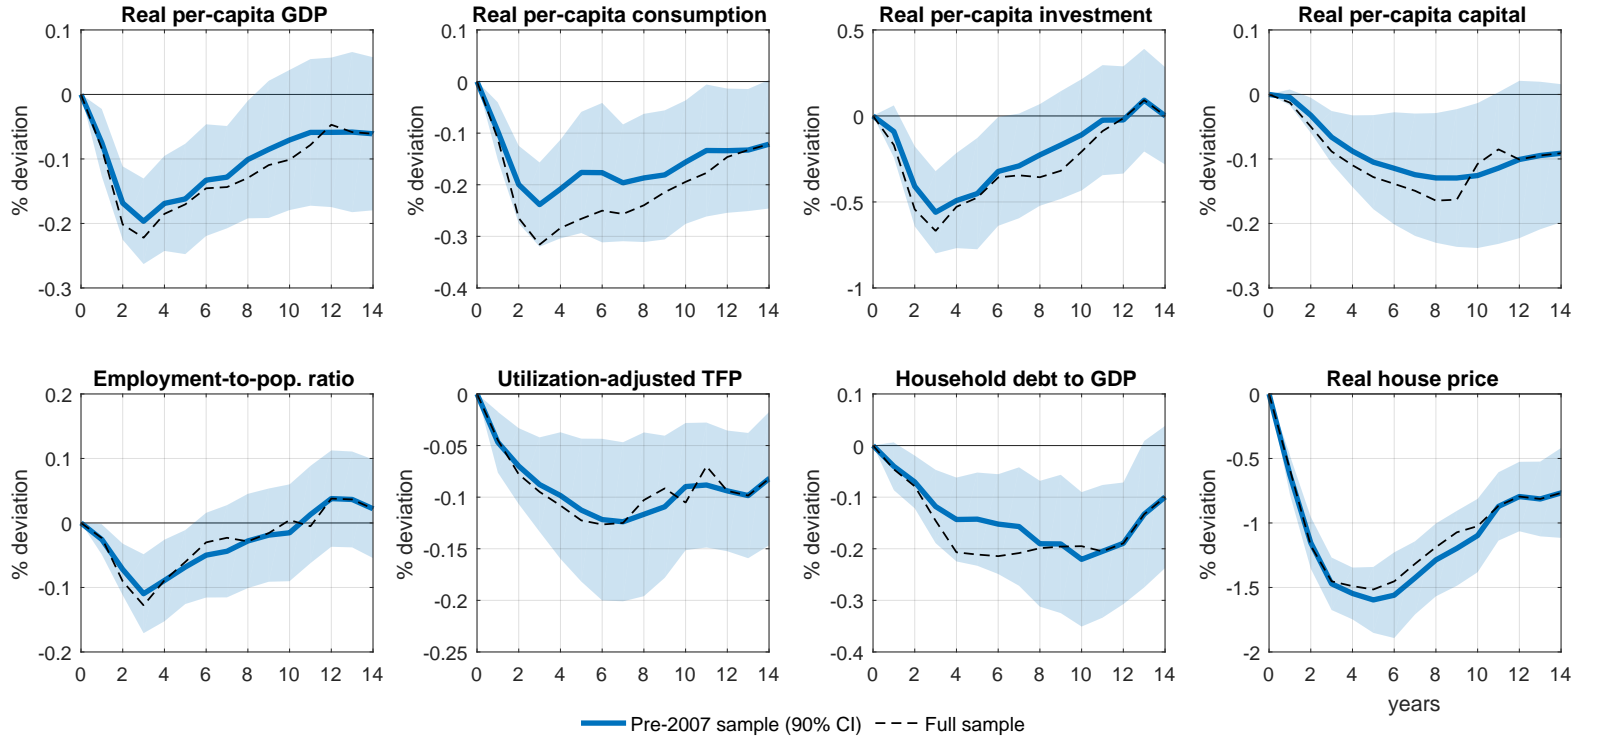 Real per-capita GDP
0.1
0
-0.1
-0.2
-0.3
% deviation
0 2 4 6 8 10 12 14
Real per-capita consumption
0.1
0
-0.1
-0.2
-0.3
-0.4
% deviation
0 2 4 6 8 10 12 14
Real per-capita investment
0.5
0
-0.5
-1
% deviation
0 2 4 6 8 10 12 14
Real per-capita capital
0.1
0
-0.1
-0.2
-0.3
% deviation
0 2 4 6 8 10 12 14
Employment-to-pop. ratio
0.2
0.1
0
-0.1
-0.2
% deviation
0 2 4 6 8 10 12 14
Utilization-adjusted TFP
0
-0.05
-0.1
-0.15
-0.2
-0.25
% deviation
0 2 4 6 8 10 12 14
Household debt to GDP
0.1
0
-0.1
-0.2
-0.3
-0.4
% deviation
0 2 4 6 8 10 12 14
Real house price
0
-0.5
-1
-1.5
-2
% deviation
0 2 4 6 8 10 12 14
years
Pre-2007 sample (90% CI) Full sample